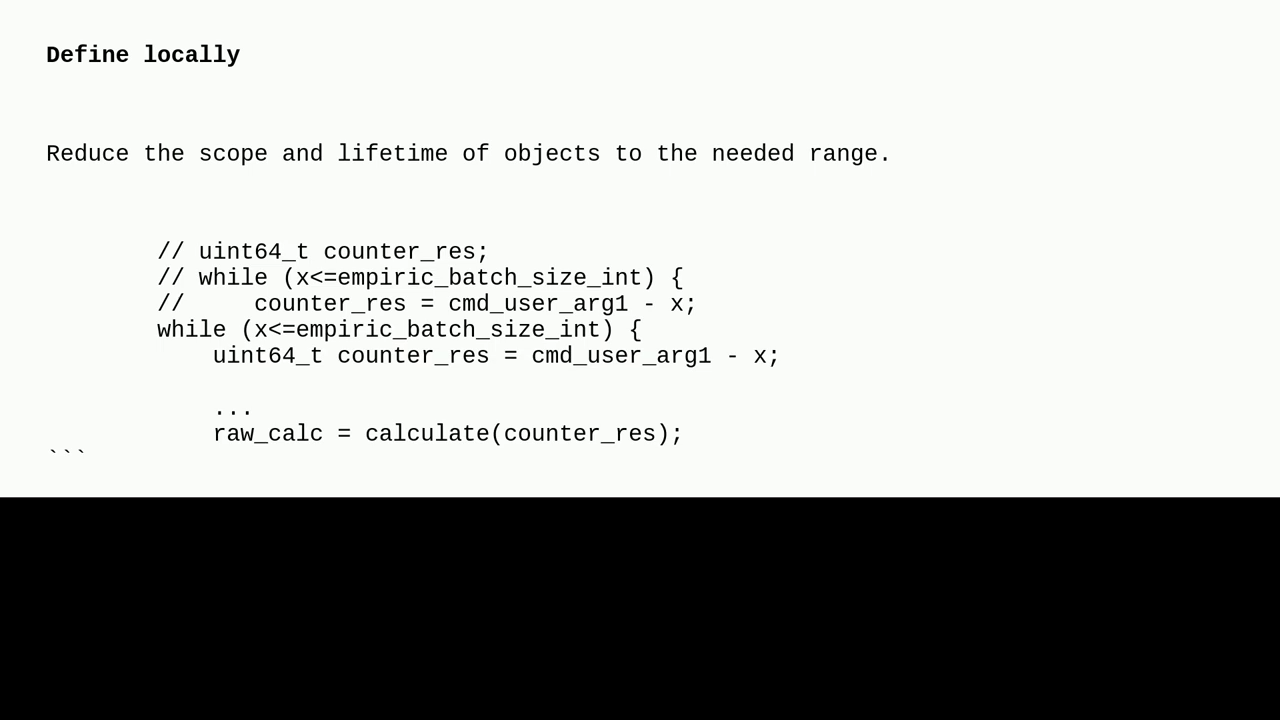 Define locally
Reduce the scope and lifetime of objects to the needed range.
// uint64_t counter_res;
// while (x<=empiric_batch_size_int) {
//     counter_res = cmd_user_arg1 - x;
while (x<=empiric_batch_size_int) {
    uint64_t counter_res = cmd_user_arg1 - x;
    ...
    raw_calc = calculate(counter_res);
```